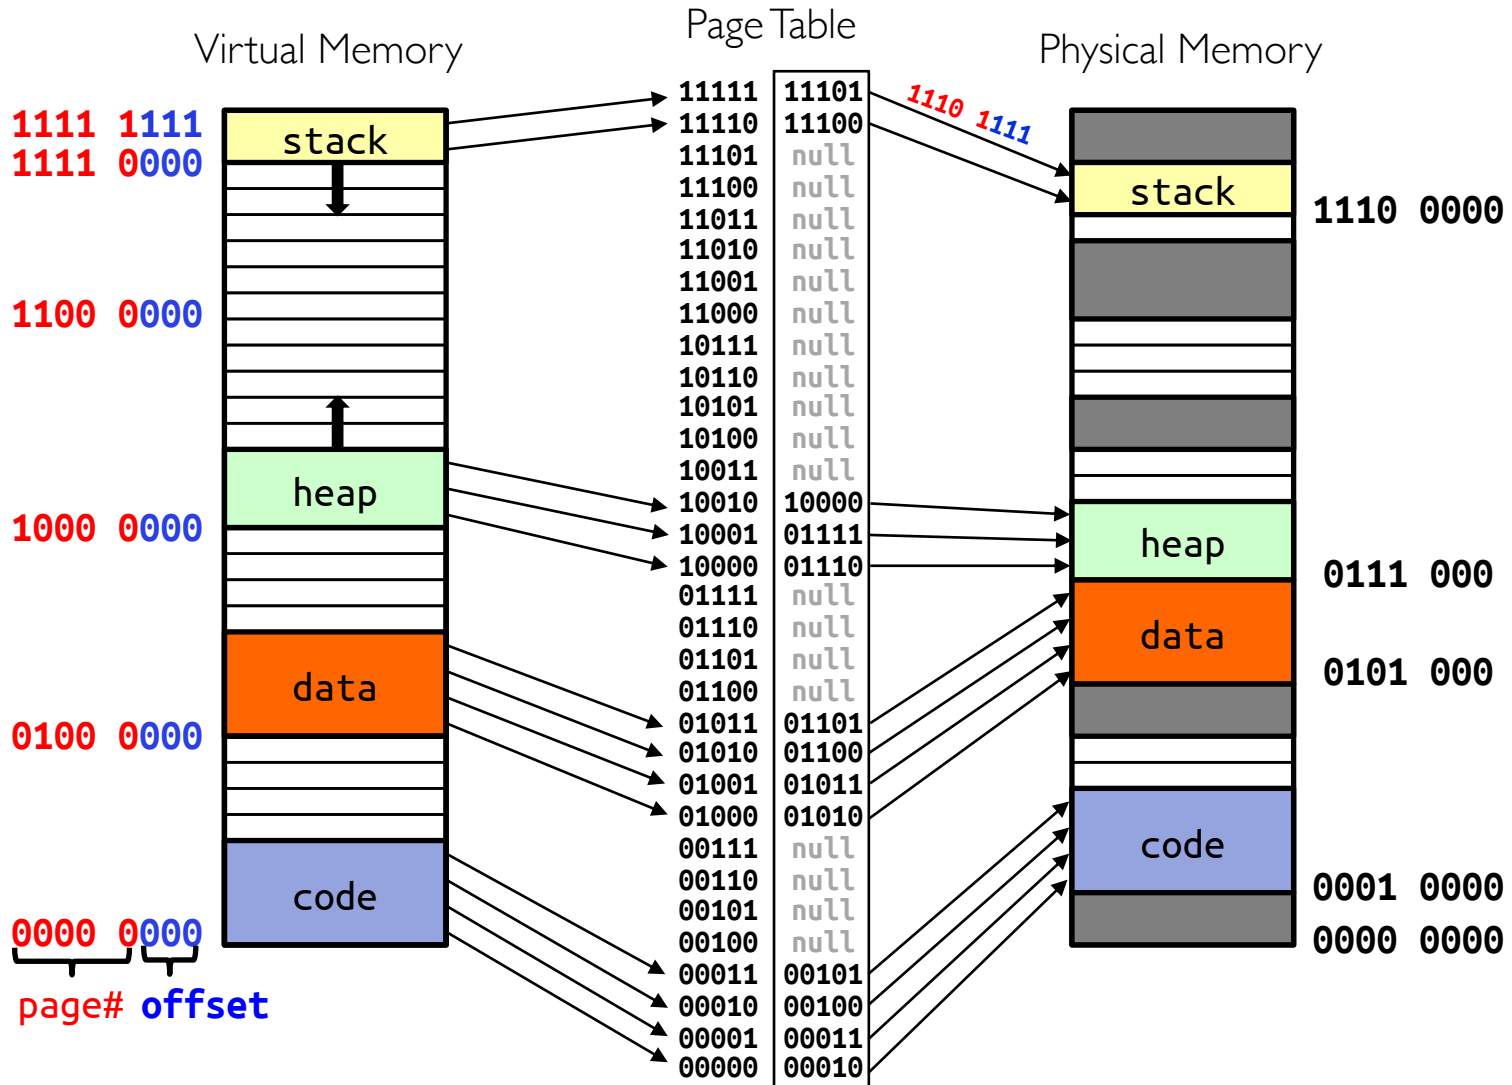 Virtual Memory
Page Table
Physical Memory
1111 1111
1111 0000
1100 0000
1000 0000
0100 0000
0000 0000
page# offset
stack
heap
data
code
11111 11101
11110 11100
11101 null
11100 null
11011 null
11010 null
11001 null
11000 null
10111 null
10110 null
10101 null
10100 null
10011 null
10010 10000
10001 01111
10000 01110
01111 null
01110 null
01101 null
01100 null
01011 01101
01010 01100
01001 01011
01000 01010
00111 null
00110 null
00101 null
00100 null
00011 00101
00010 00100
00001 00011
00000 00010
1110 1111
stack
heap
data
code
1110 0000
0111 000
0101 000
0001 0000
0000 0000